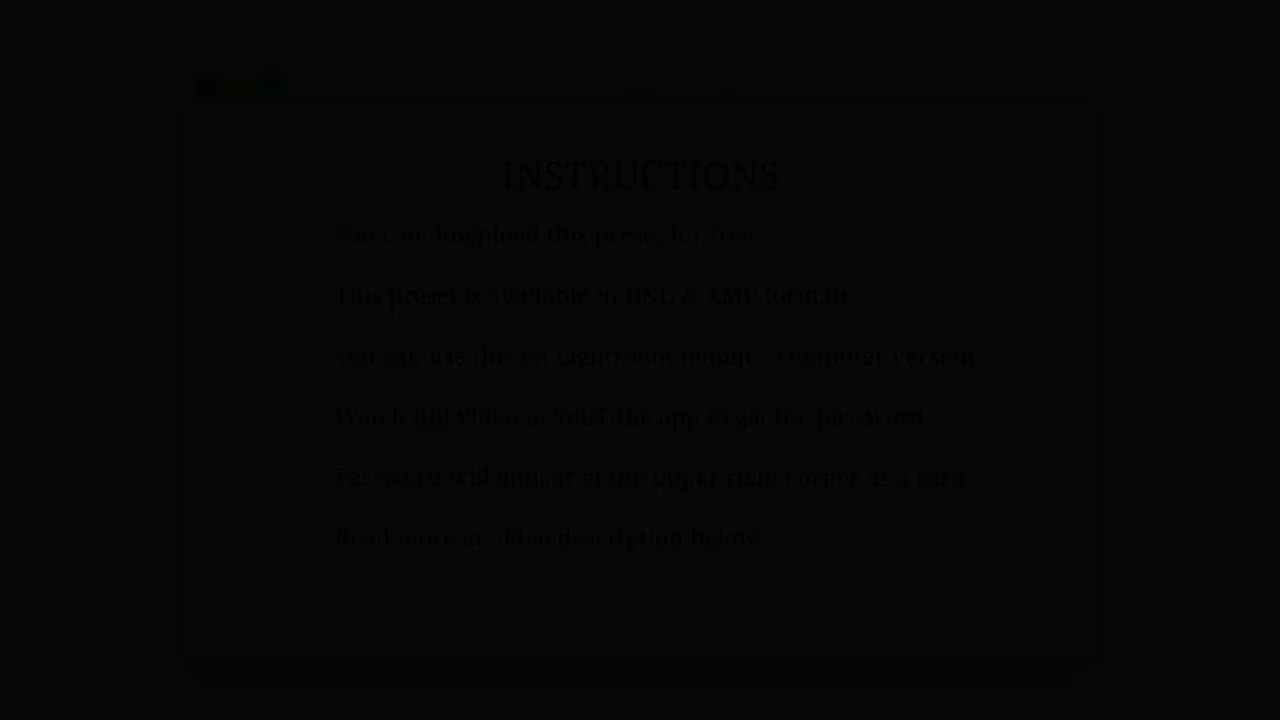 INSTRUCTIONS
- You can download this preset for free
- This preset is available in DNG & XMP formats
- You can use this on Lightroom mobile / computer version
- Watch full video in YouTube app to get the password
- Password will appear at the upper right corner as a card
- Read more at video description below